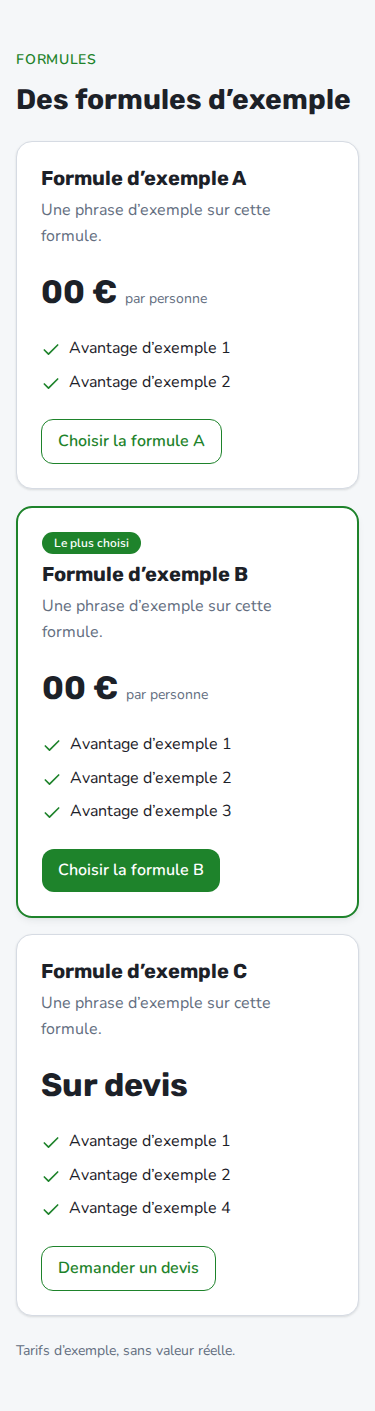 FORMULES
Des formules d’exemple
Formule d’exemple A
Une phrase d’exemple sur cette
formule.
00 € par personne
Avantage d’exemple 1
Avantage d’exemple 2
Choisir la formule A
Le plus choisi
Formule d’exemple B
Une phrase d’exemple sur cette
formule.
00 € par personne
Avantage d’exemple 1
Avantage d’exemple 2
Avantage d’exemple 3
Choisir la formule B
Formule d’exemple C
Une phrase d’exemple sur cette
formule.
Sur devis
Avantage d’exemple 1
Avantage d’exemple 2
Avantage d’exemple 4
Demander un devis
Tarifs d’exemple, sans valeur réelle.